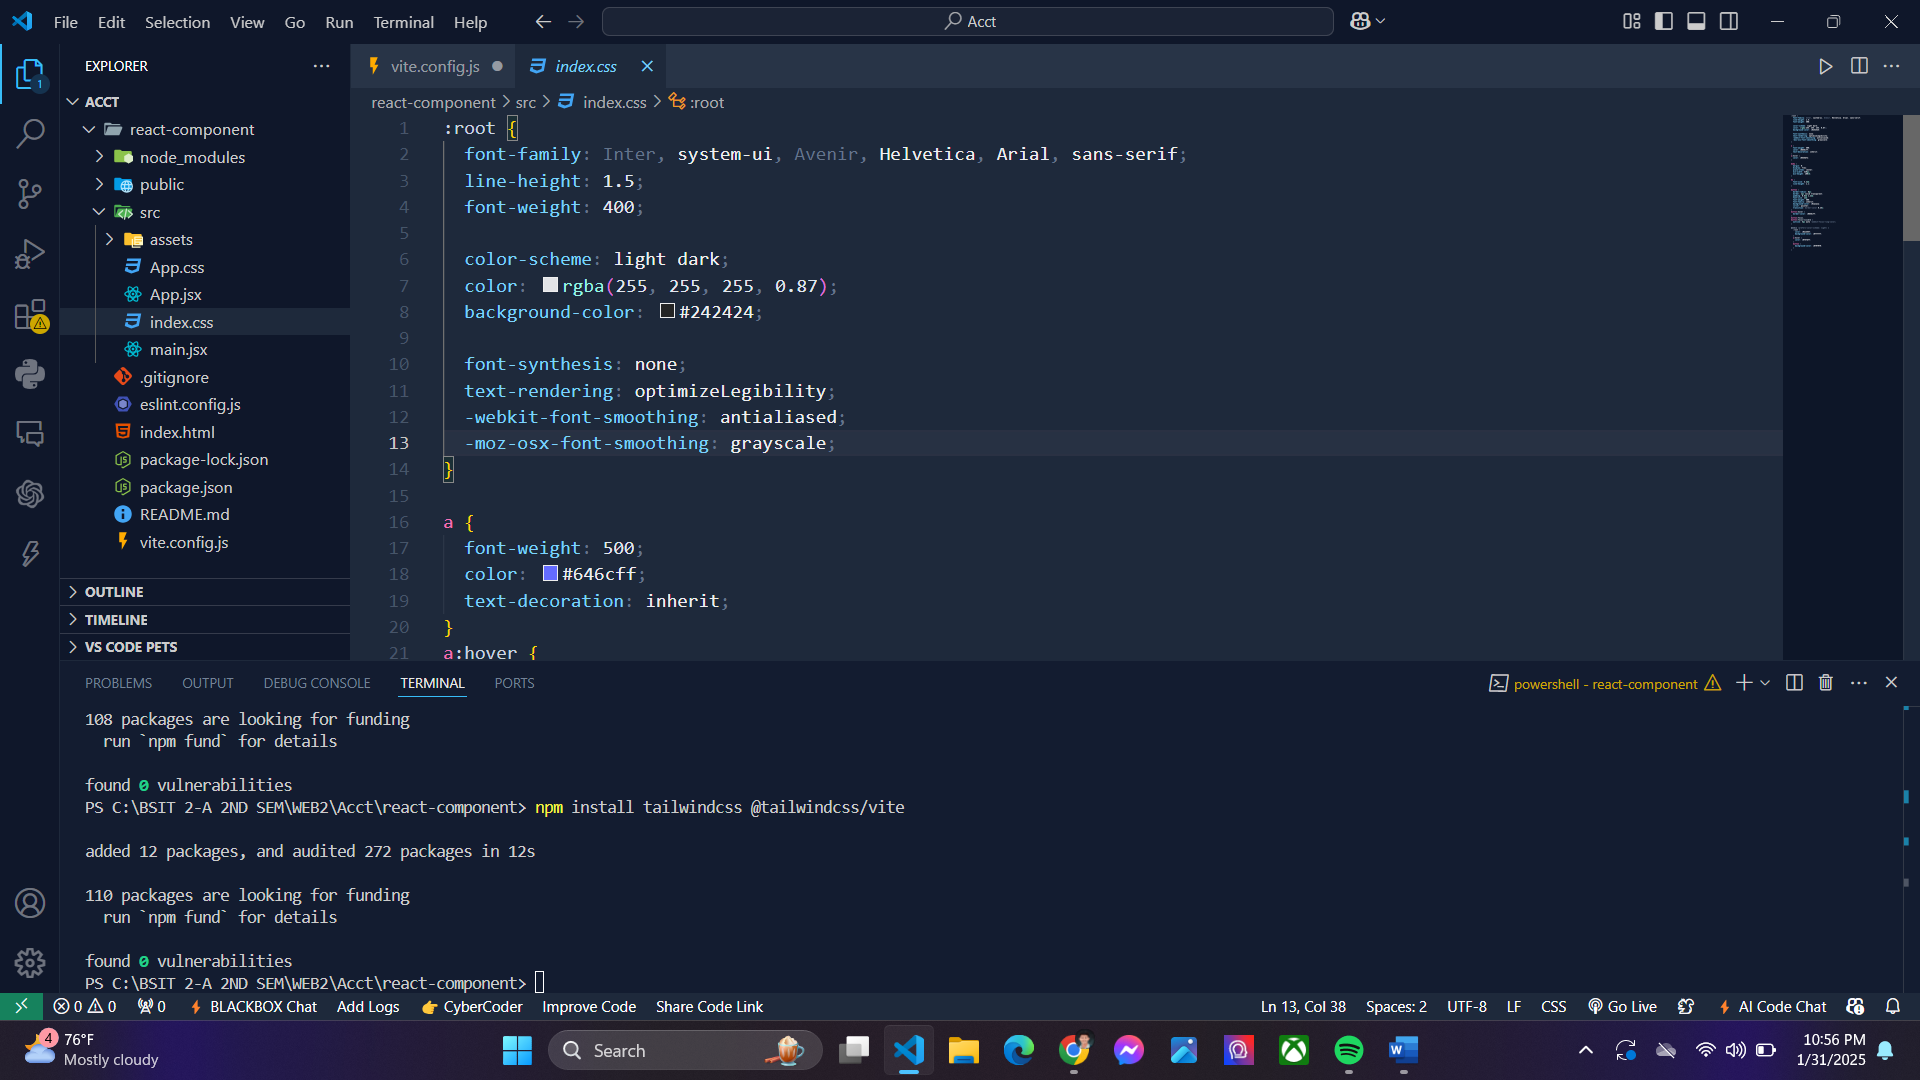 File Edit Selection View Go Run Terminal Help
Acct
EXPLORER
1
ACCT
react-component
node_modules
public
src
assets
App.css
App.jsx
index.css
main.jsx
.gitignore
eslint.config.js
index.html
package-lock.json
package.json
README.md
vite.config.js
OUTLINE
TIMELINE
VS CODE PETS
vite.config.js
index.css
react-component > src > index.css > :root
1 :root {
2 font-family: Inter, system-ui, Avenir, Helvetica, Arial, sans-serif;
3 line-height: 1.5;
4 font-weight: 400;
5
6 color-scheme: light dark;
7 color: rgba(255, 255, 255, 0.87);
8 background-color: #242424;
9
10 font-synthesis: none;
11 text-rendering: optimizeLegibility;
12 -webkit-font-smoothing: antialiased;
13 -moz-osx-font-smoothing: grayscale;
14 }
15
16 a {
17 font-weight: 500;
18 color: #646cff;
19 text-decoration: inherit;
20 }
21 a:hover {
PROBLEMS OUTPUT DEBUG CONSOLE TERMINAL PORTS
powershell - react-component
108 packages are looking for funding
run `npm fund` for details
found 0 vulnerabilities
PS C:\BSIT 2-A 2ND SEM\WEB2\Acct\react-component> npm install tailwindcss @tailwindcss/vite
added 12 packages, and audited 272 packages in 12s
110 packages are looking for funding
run `npm fund` for details
found 0 vulnerabilities
PS C:\BSIT 2-A 2ND SEM\WEB2\Acct\react-component>
0 0 0 BLACKBOX Chat Add Logs CyberCoder Improve Code Share Code Link
Ln 13, Col 38 Spaces: 2 UTF-8 LF CSS Go Live AI Code Chat
4
76°F
Mostly cloudy
Search
10:56 PM
1/31/2025